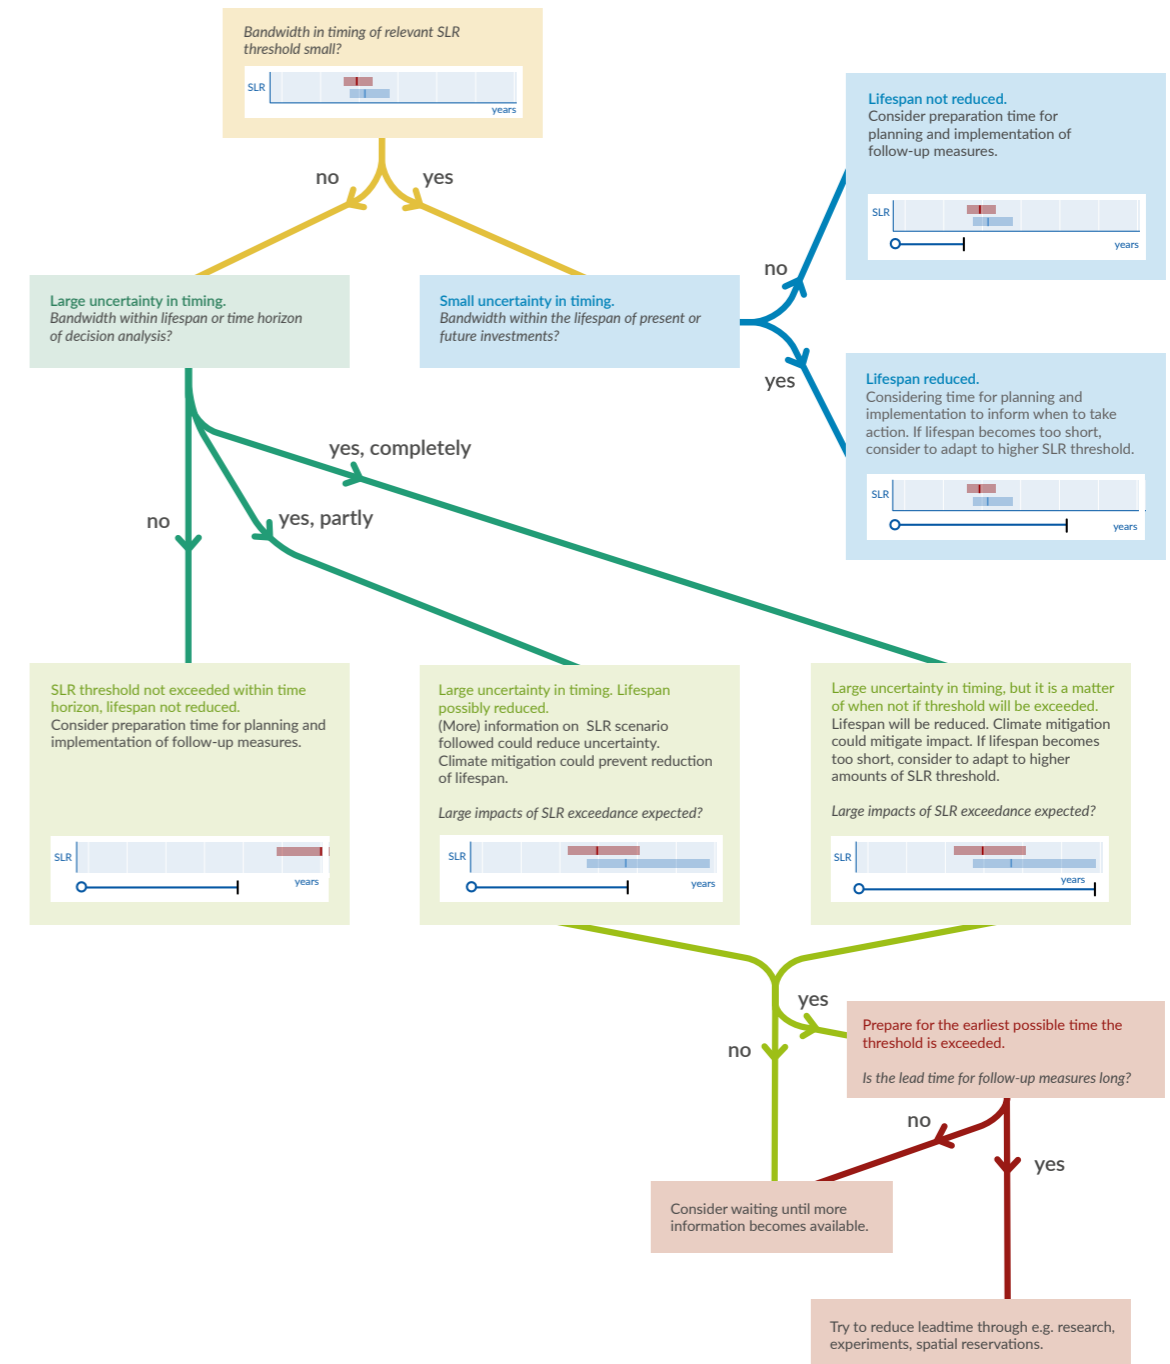 Bandwidth in timing of relevant SLR
threshold small?
SLR
years
no
yes
Lifespan not reduced.
Consider preparation time for
planning and implementation of
follow-up measures.
SLR
years
Large uncertainty in timing.
Bandwidth within lifespan or time horizon
of decision analysis?
Small uncertainty in timing.
Bandwidth within the lifespan of present or
future investments?
no
yes
Lifespan reduced.
Considering time for planning and
implementation to inform when to take
action. If lifespan becomes too short,
consider to adapt to higher SLR threshold.
SLR
years
yes, completely
yes, partly
no
SLR threshold not exceeded within time
horizon, lifespan not reduced.
Consider preparation time for planning and
implementation of follow-up measures.
SLR
years
Large uncertainty in timing. Lifespan
possibly reduced.
(More) information on SLR scenario
followed could reduce uncertainty.
Climate mitigation could prevent reduction
of lifespan.
Large impacts of SLR exceedance expected?
SLR
years
Large uncertainty in timing, but it is a matter
of when not if threshold will be exceeded.
Lifespan will be reduced. Climate mitigation
could mitigate impact. If lifespan becomes
too short, consider to adapt to higher
amounts of SLR threshold.
Large impacts of SLR exceedance expected?
SLR
years
yes
no
Prepare for the earliest possible time the
threshold is exceeded.
Is the lead time for follow-up measures long?
no
yes
Consider waiting until more
information becomes available.
Try to reduce leadtime through e.g. research,
experiments, spatial reservations.